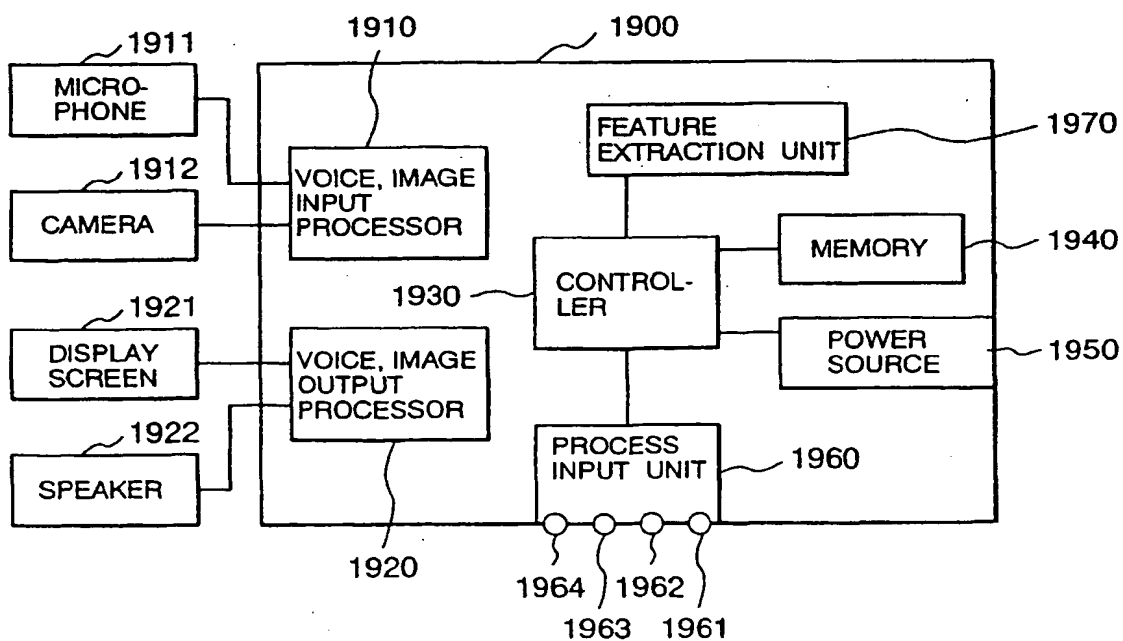 1911
MICRO-
PHONE
1912
CAMERA
1921
DISPLAY
SCREEN
1922
SPEAKER
1910
1900
VOICE, IMAGE
INPUT
PROCESSOR
VOICE, IMAGE
OUTPUT
PROCESSOR
1920
FEATURE
EXTRACTION UNIT
1970
1930
CONTROL-
LER
MEMORY
1940
POWER
SOURCE
1950
PROCESS
INPUT UNIT
1960
1964
1963
1962
1961